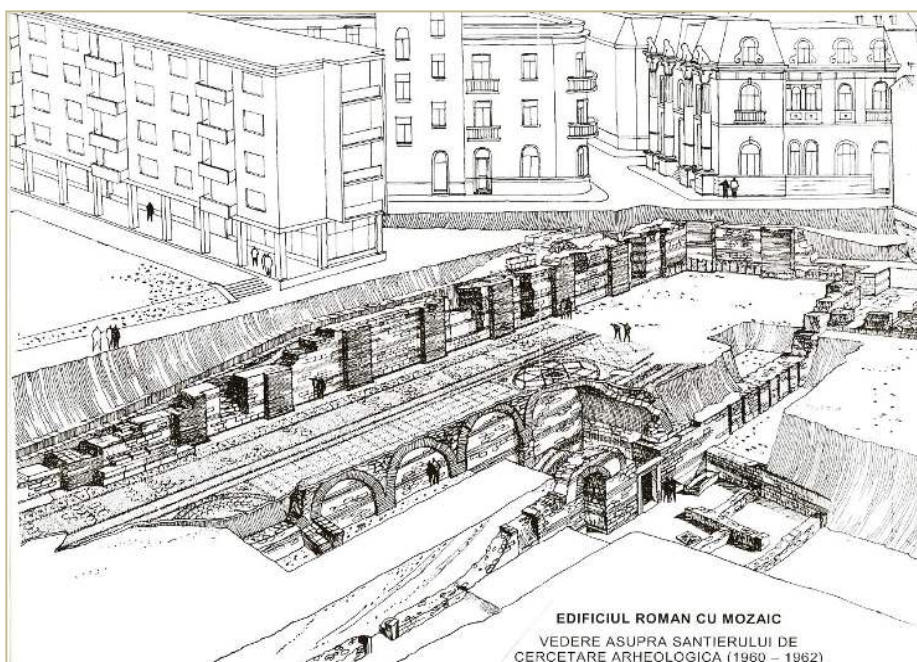 EDIFICIUL ROMAN CU MOZAIC
VEDERE ASUPRA SANTIERULUI DE
CERCETARE ARHEOLOGICA (1960 – 1962)